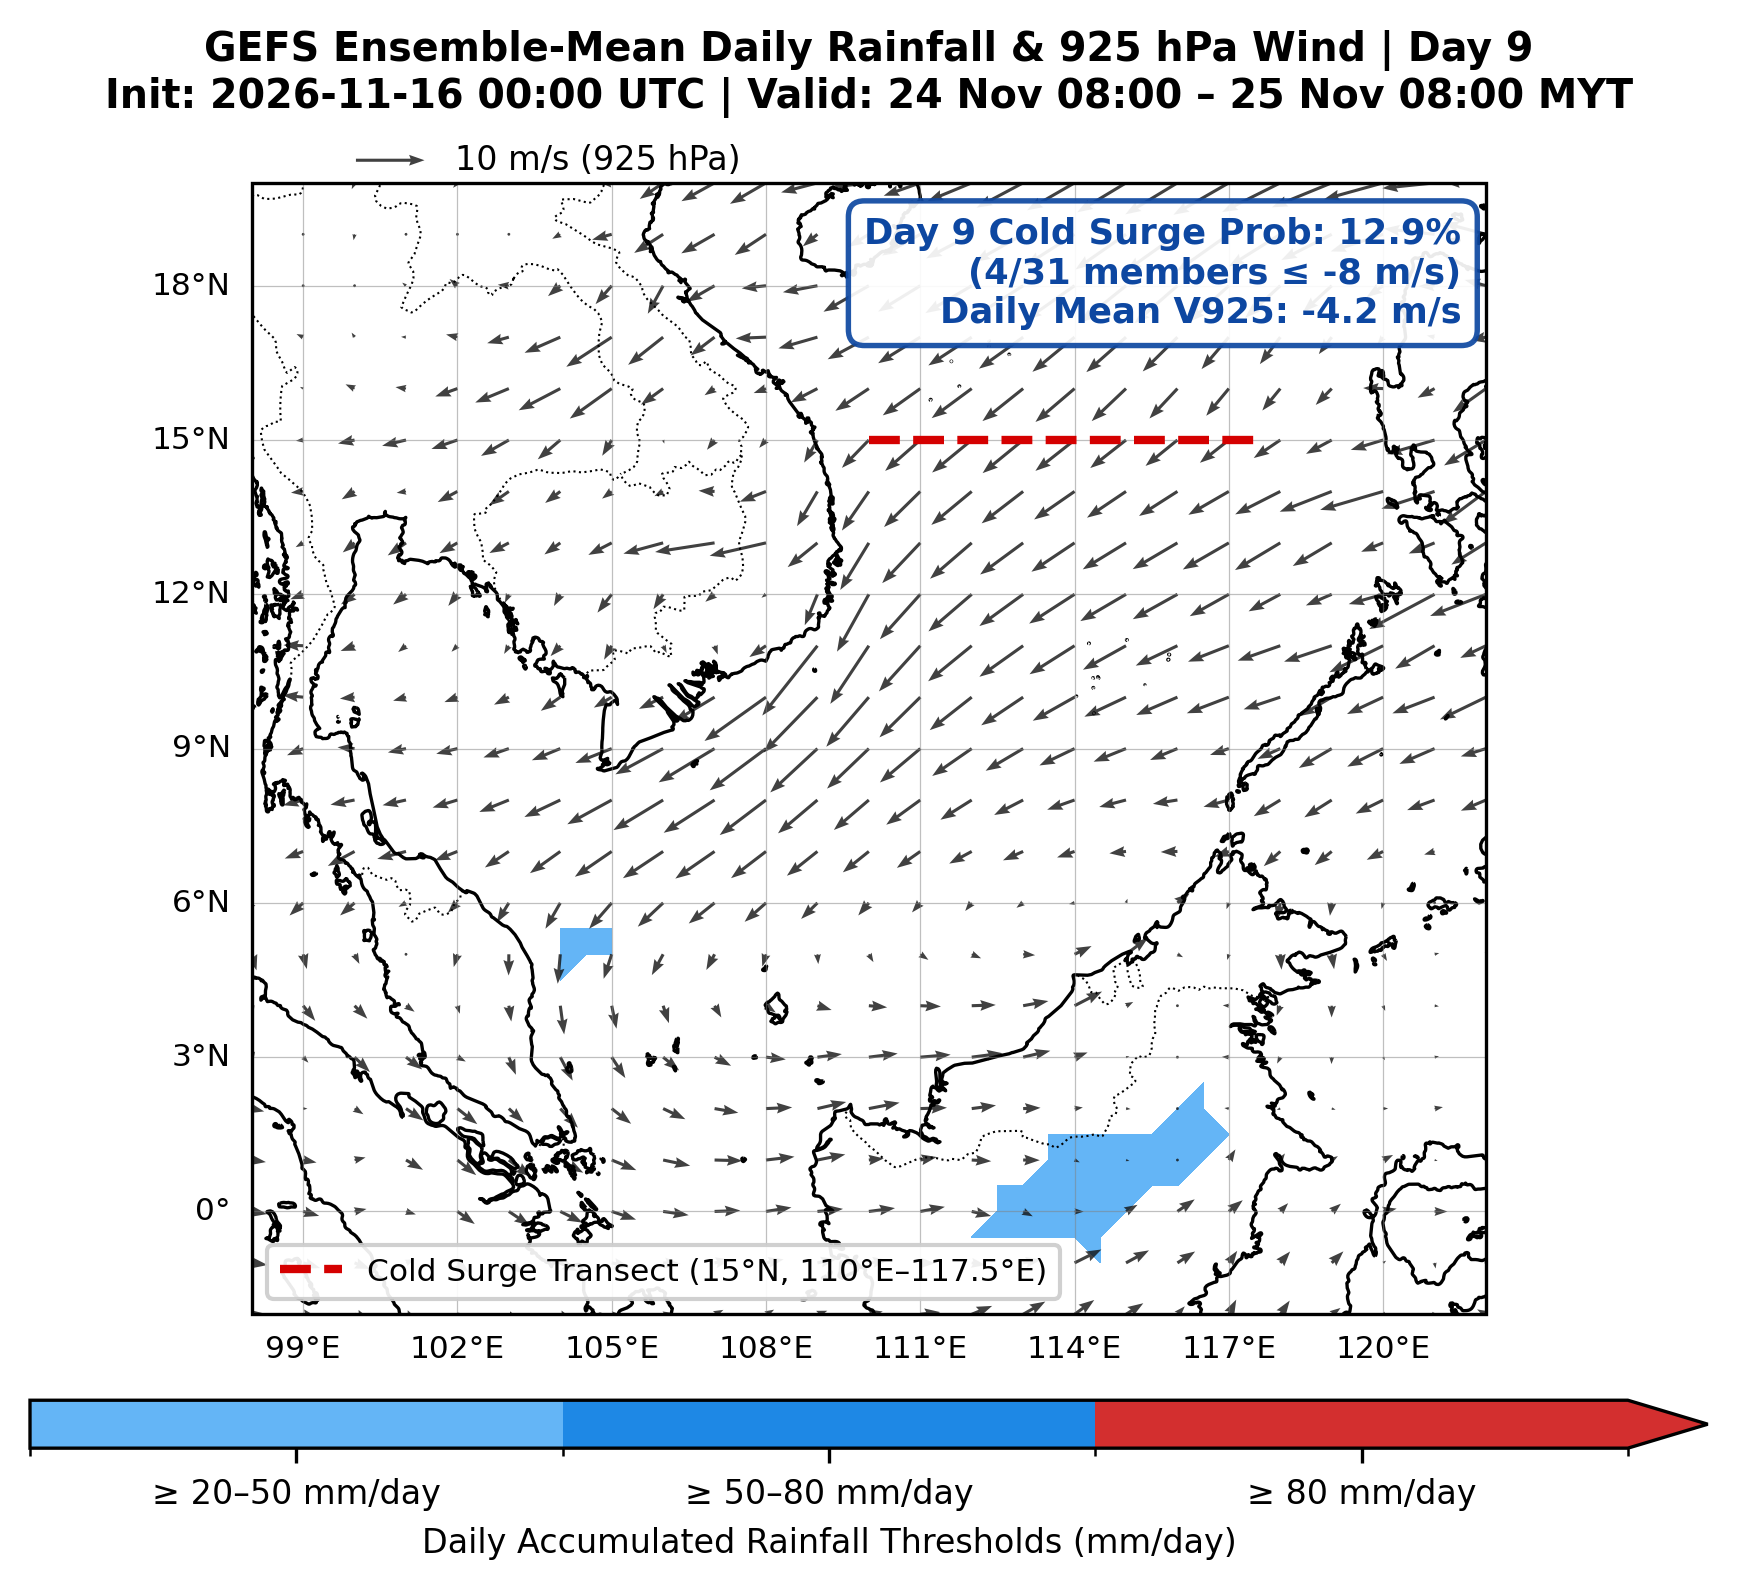 GEFS Ensemble-Mean Daily Rainfall & 925 hPa Wind | Day 9
Init: 2026-11-16 00:00 UTC | Valid: 24 Nov 08:00 – 25 Nov 08:00 MYT
10 m/s (925 hPa)
Day 9 Cold Surge Prob: 12.9%
(4/31 members ≤ -8 m/s)
Daily Mean V925: -4.2 m/s
18°N
15°N
12°N
9°N
6°N
3°N
0°
Cold Surge Transect (15°N, 110°E–117.5°E)
99°E 102°E 105°E 108°E 111°E 114°E 117°E 120°E
≥ 20–50 mm/day ≥ 50–80 mm/day ≥ 80 mm/day
Daily Accumulated Rainfall Thresholds (mm/day)